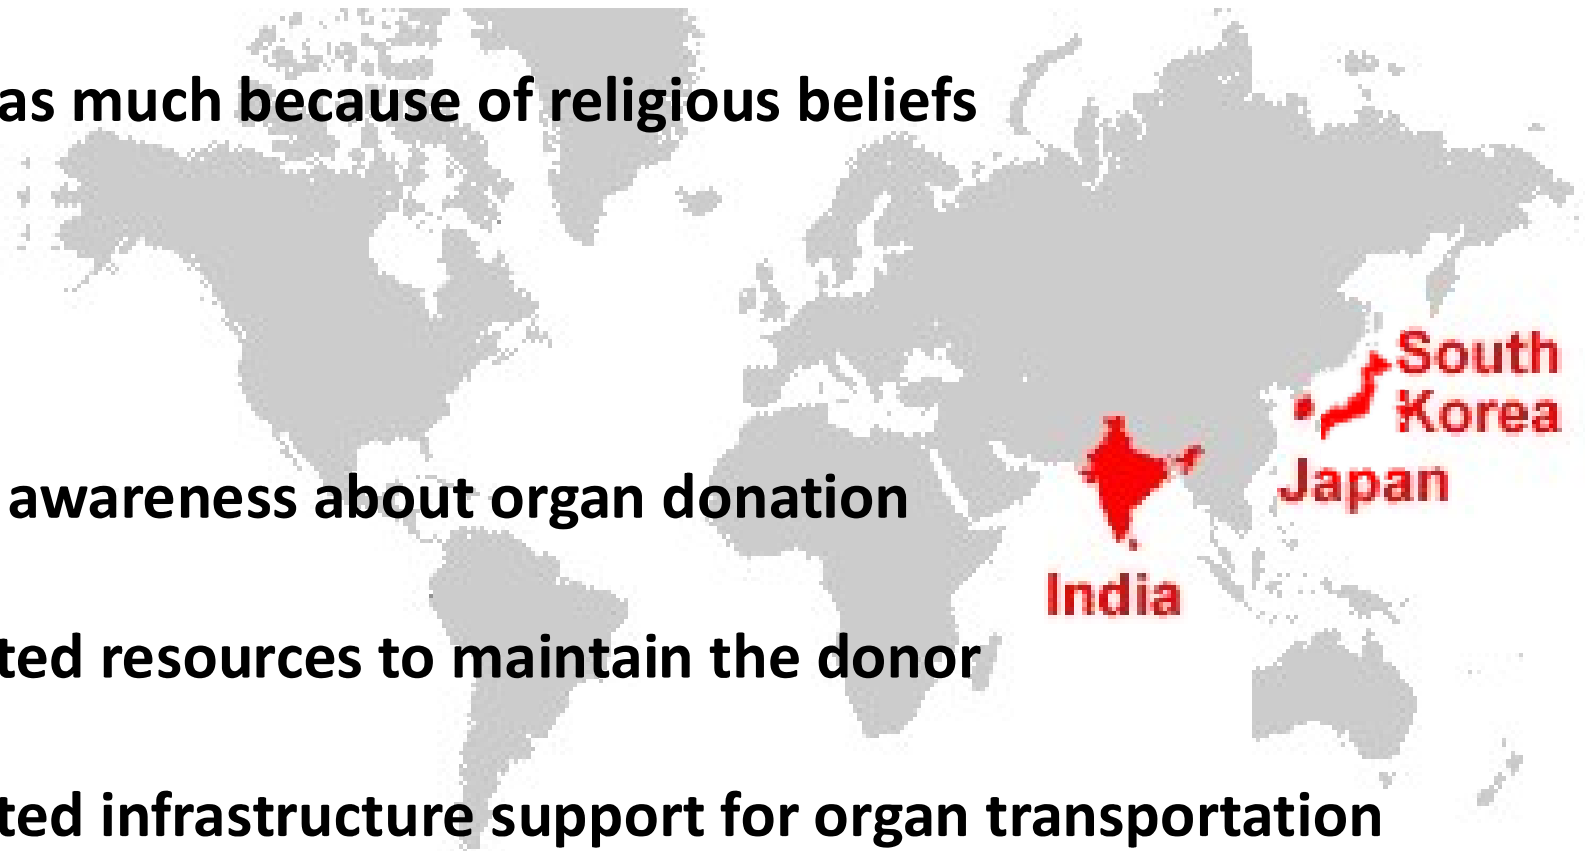 as much because of religious beliefs
South
Korea
awareness about organ donation
Japan
India
ted resources to maintain the donor
ted infrastructure support for organ transportation